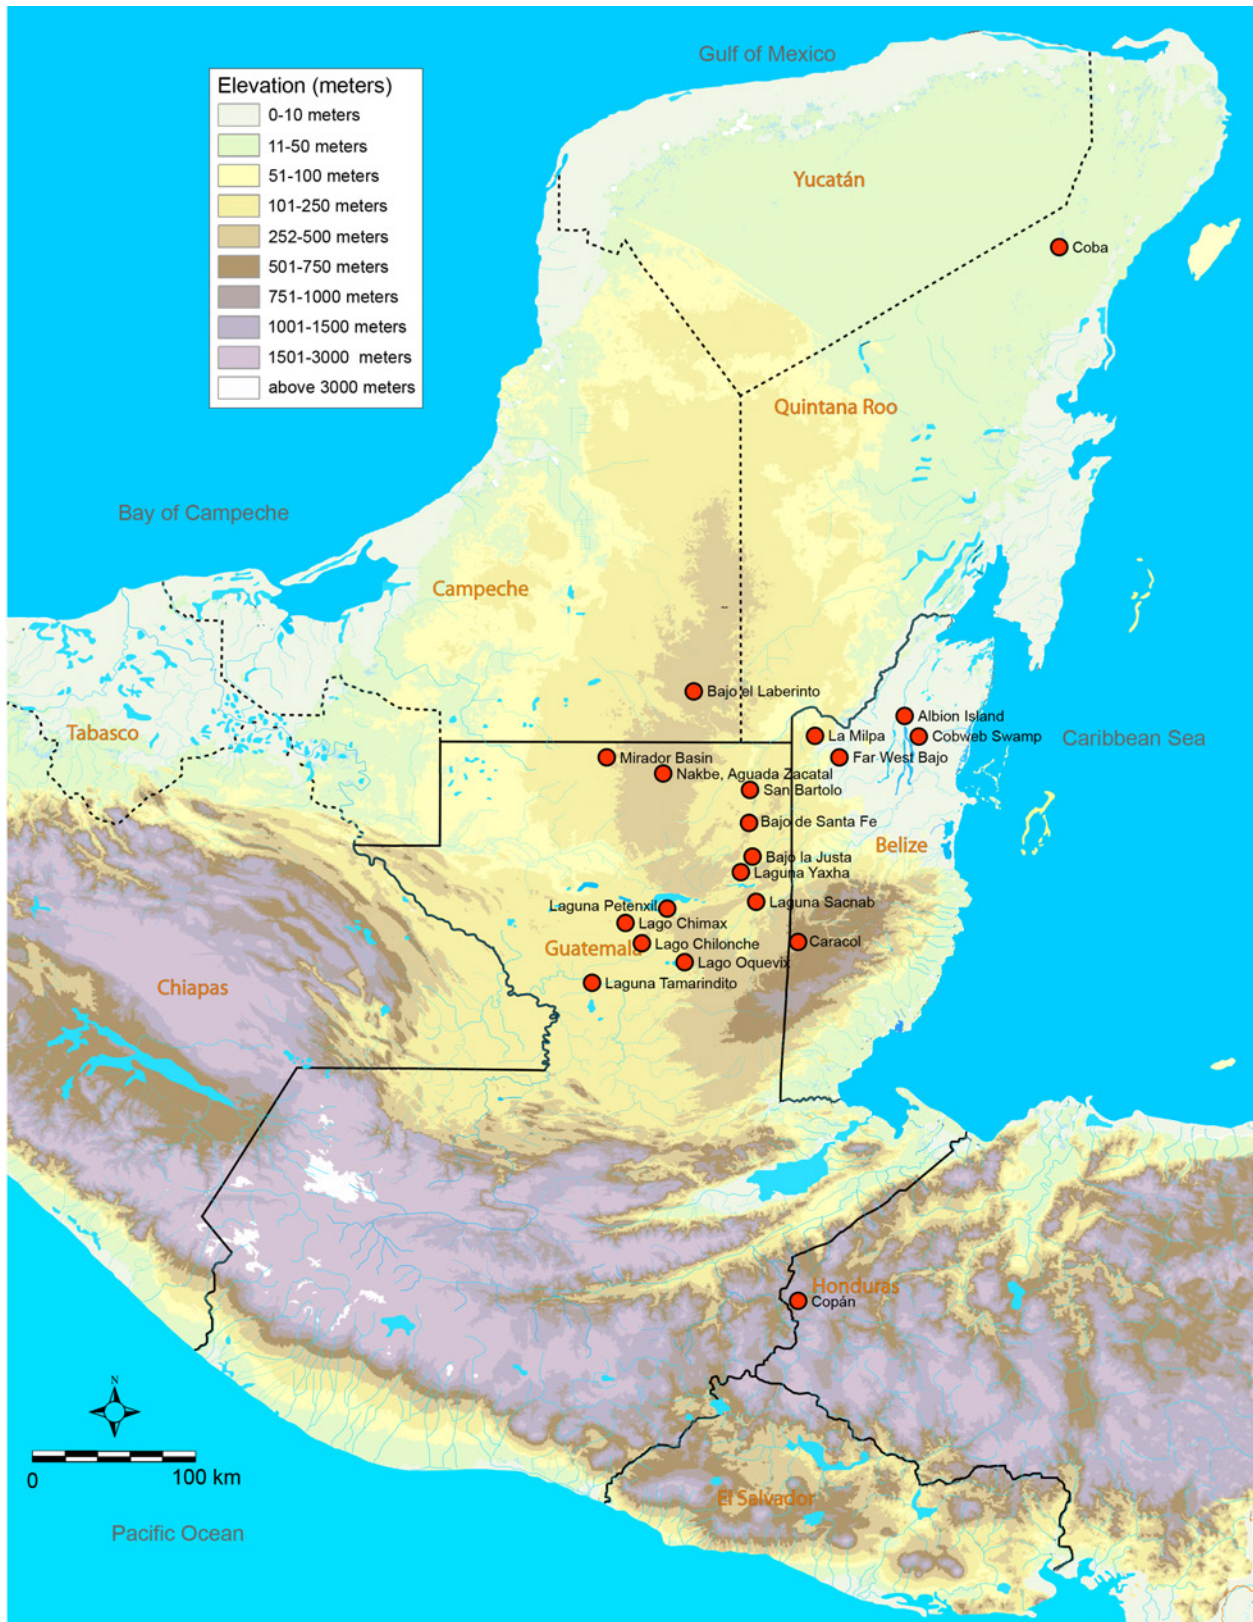 Gulf of Mexico
Elevation (meters)
0-10 meters
11-50 meters
51-100 meters
101-250 meters
252-500 meters
501-750 meters
751-1000 meters
1001-1500 meters
1501-3000 meters
above 3000 meters
Yucatán
Coba
Quintana Roo
Bay of Campeche
Campeche
Bajo el Laberinto
Albion Island
Tabasco
La Milpa
Cobweb Swamp
Caribbean Sea
Mirador Basin
Far West Bajo
Nakbe, Aguada Zacatal
San Bartolo
Bajo de Santa Fe
Belize
Bajo la Justa
Laguna Yaxha
Laguna Petenxil
Laguna Sacnab
Lago Chimax
Guatemala
Lago Chilonche
Caracol
Lago Oquevix
Chiapas
Laguna Tamarindito
Honduras
Copán
N
0
100 km
El Salvador
Pacific Ocean